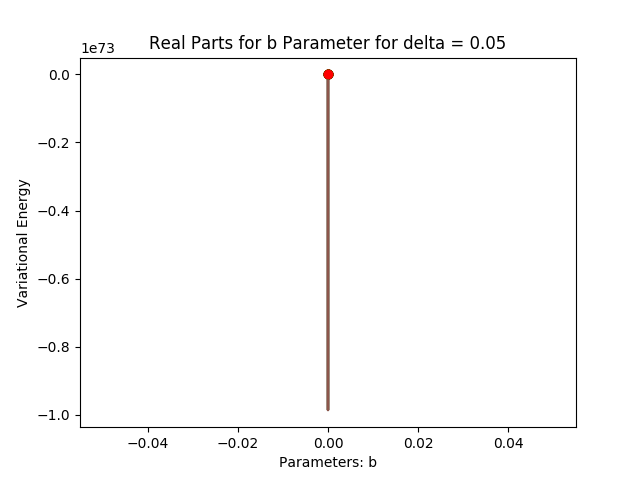 Real Parts for b Parameter for delta = 0.05
1e73
0.0
−0.2
−0.4
−0.6
−0.8
−1.0
Variational Energy
−0.04 −0.02 0.00 0.02 0.04
Parameters: b